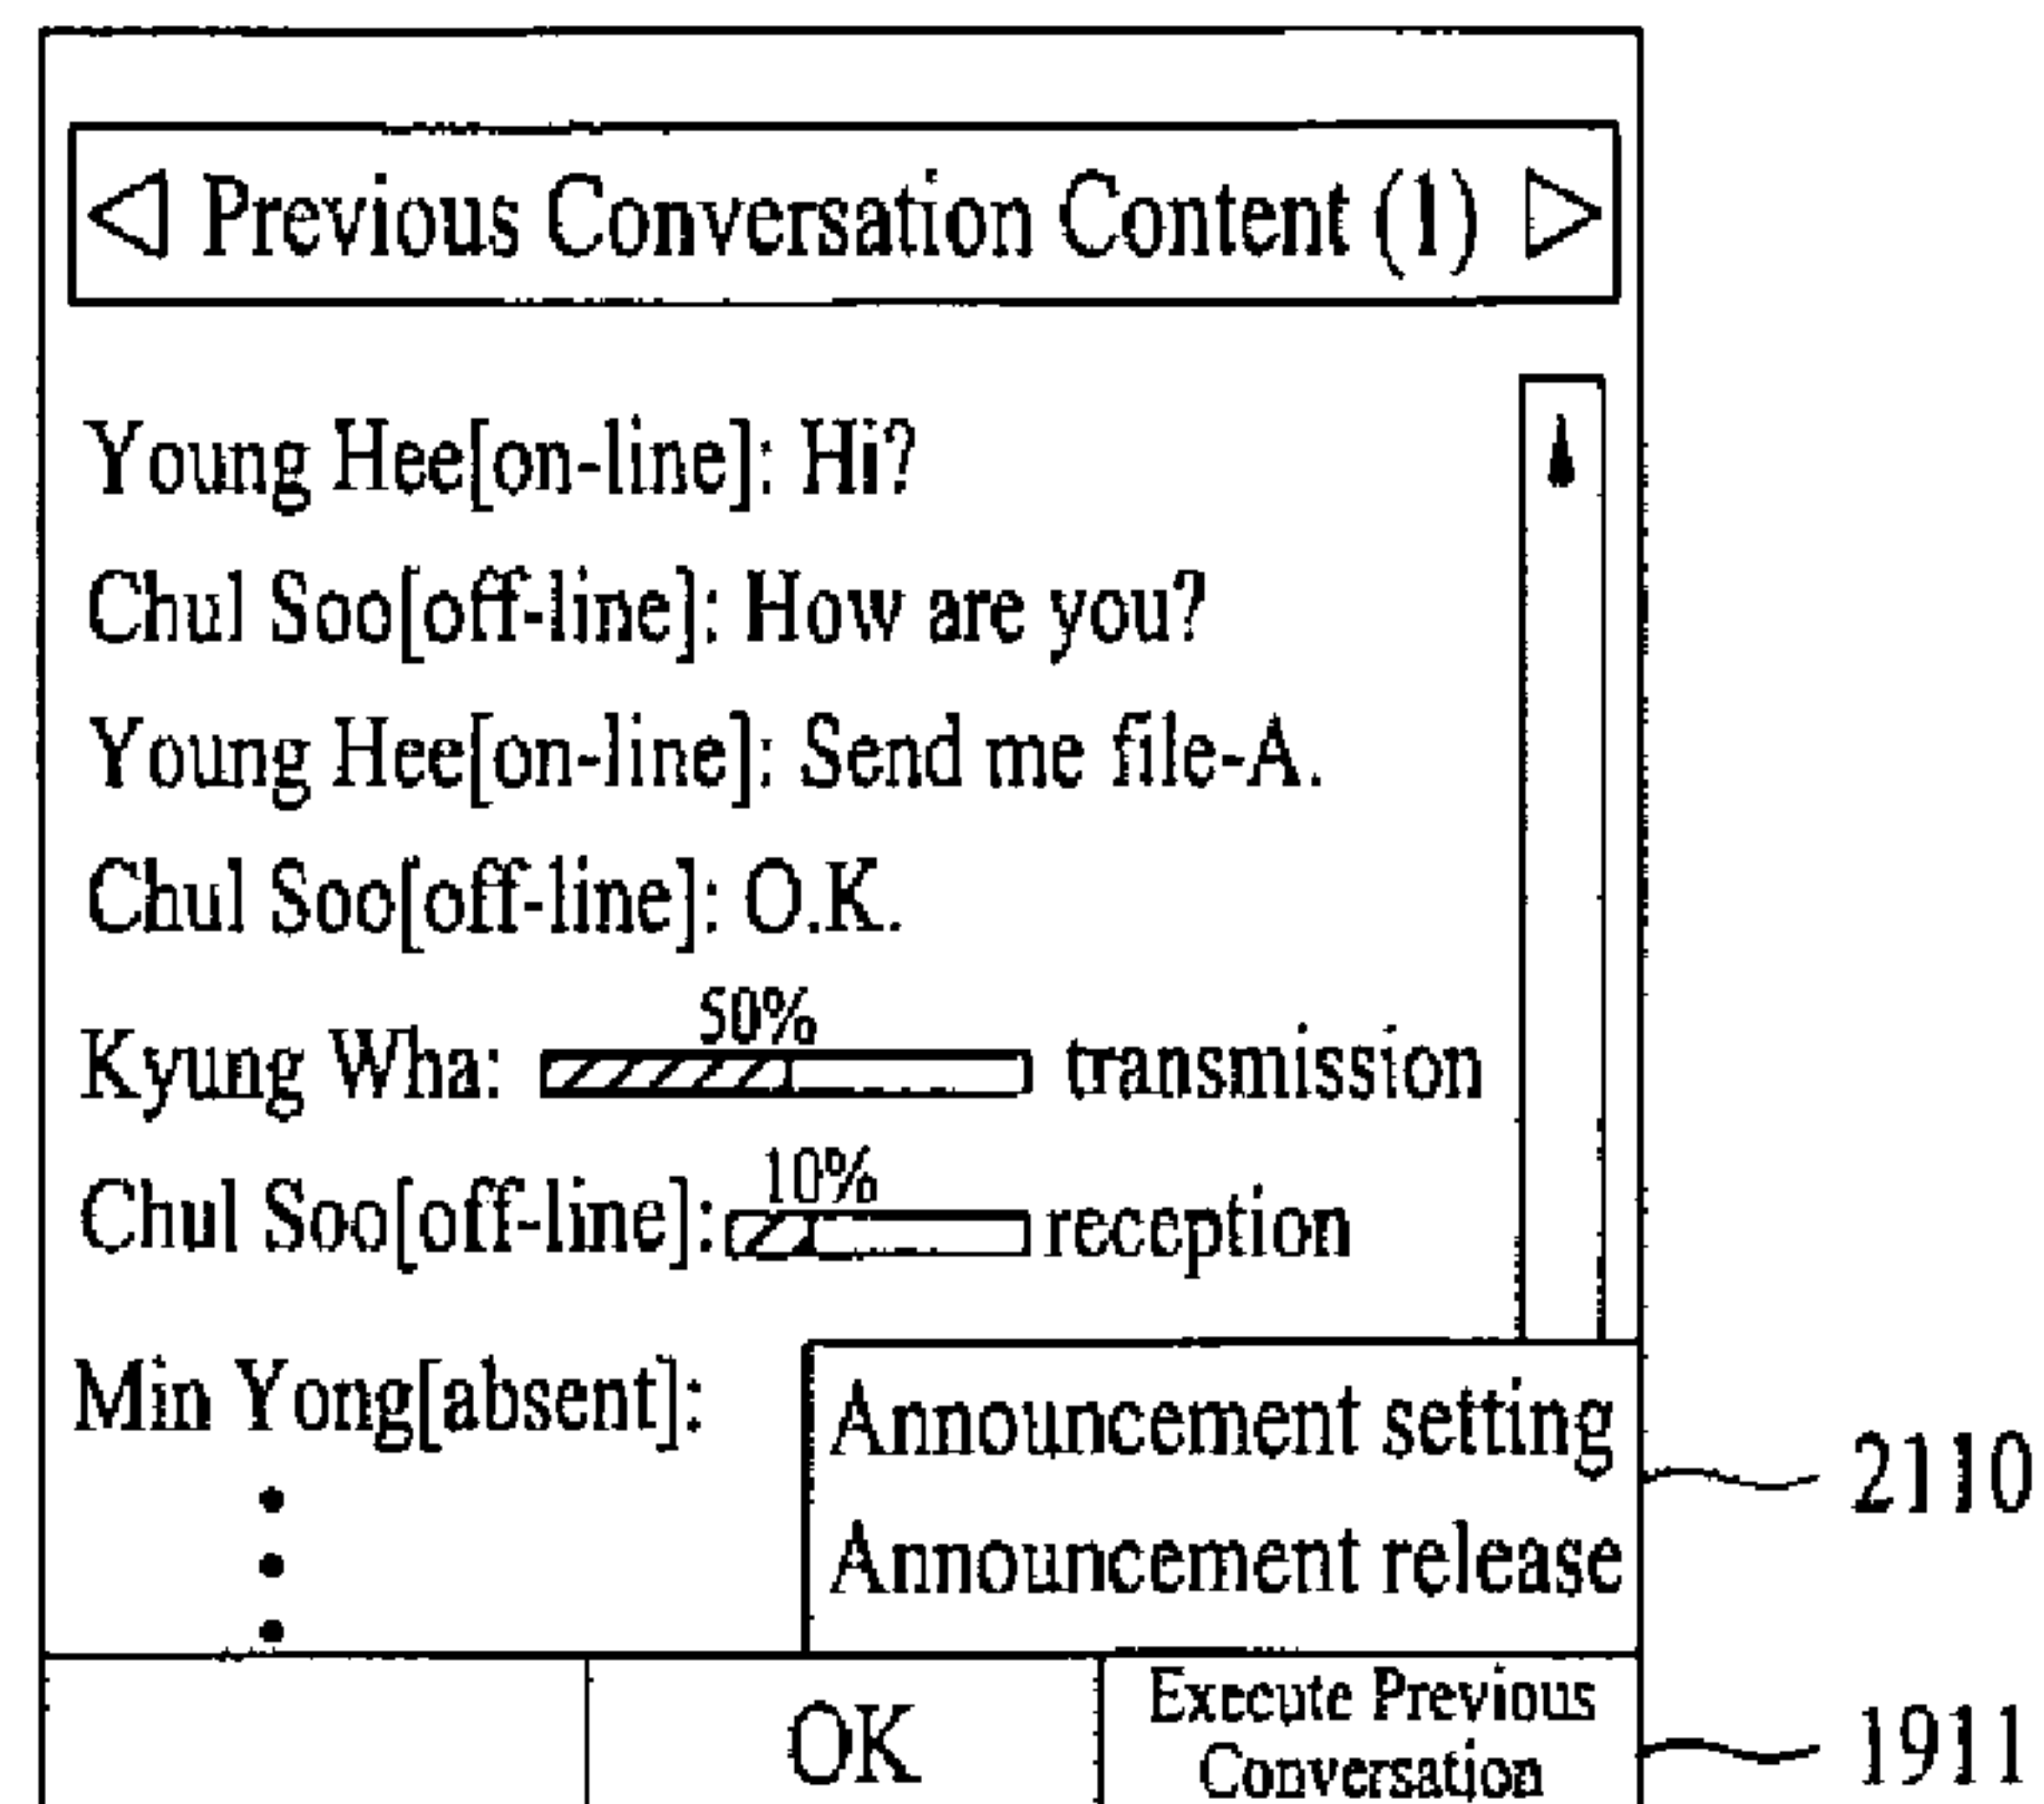 Previous Conversation Content (1)
Young Hee[on-line]: Hi?
Chul Soo[off-line]: How are you?
Young Hee[on-line]: Send me file-A.
Chul Soo[off-line]: O.K.
50%
Kyung Wha: transmission
10%
Chul Soo[off-line]: reception
Min Yong[absent]:
Announcement setting
2110
Announcement release
OK
Execute Previous
Conversation
1911